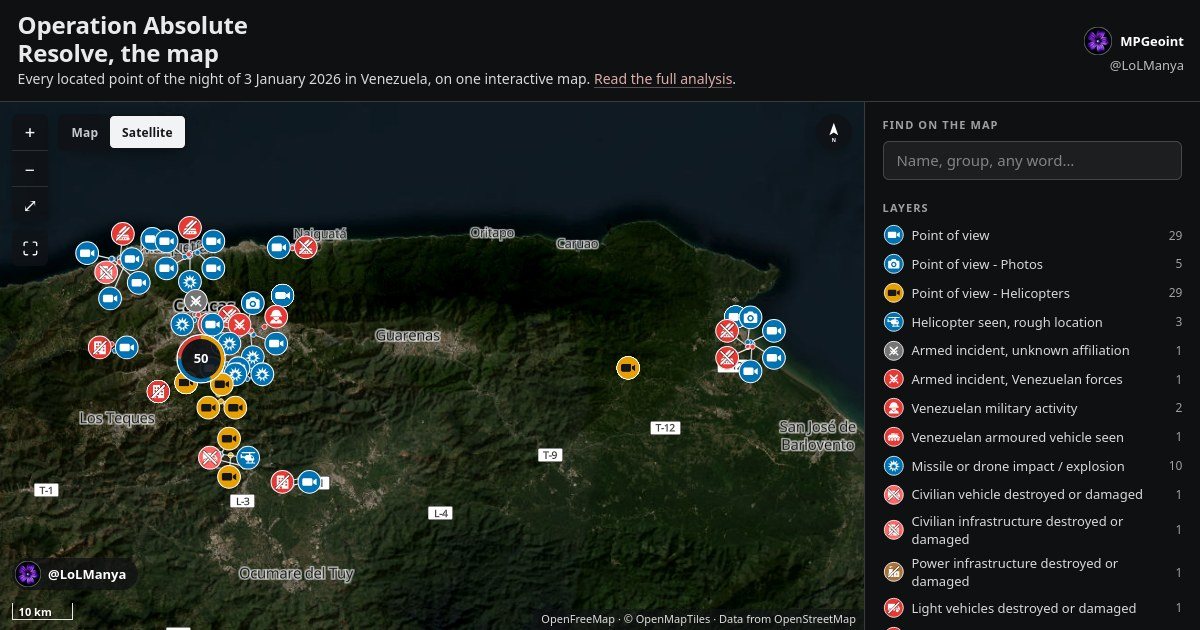 Operation Absolute
Resolve, the map
Every located point of the night of 3 January 2026 in Venezuela, on one interactive map. Read the full analysis.
MPGeoint
@LoLManya
+
−
Map
Satellite
N
Naiguatá
Oritapo
Caruao
Guarenas
50
Los Teques
San José de
Barlovento
T-12
T-9
T-1
L-3
L-4
Ocumare del Tuy
@LoLManya
10 km
OpenFreeMap · © OpenMapTiles · Data from OpenStreetMap
FIND ON THE MAP
Name, group, any word...
LAYERS
Point of view 29
Point of view - Photos 5
Point of view - Helicopters 29
Helicopter seen, rough location 3
Armed incident, unknown affiliation 1
Armed incident, Venezuelan forces 1
Venezuelan military activity 2
Venezuelan armoured vehicle seen 1
Missile or drone impact / explosion 10
Civilian vehicle destroyed or damaged 1
Civilian infrastructure destroyed or
damaged 1
Power infrastructure destroyed or
damaged 1
Light vehicles destroyed or damaged 1